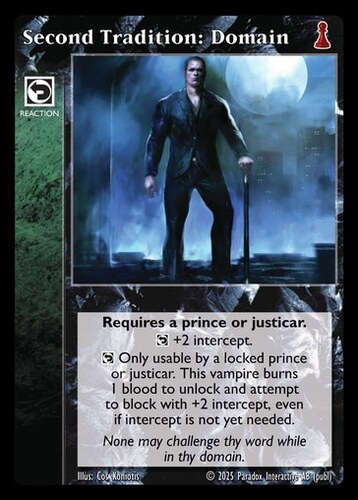 Second Tradition: Domain
REACTION
Requires a prince or justicar.
+2 intercept.
Only usable by a locked prince
or justicar. This vampire burns
1 blood to unlock and attempt
to block with +2 intercept, even
if intercept is not yet needed.
None may challenge thy word while
in thy domain.
Illus: Cos Koniotis
© 2025 Paradox Interactive AB (publ)